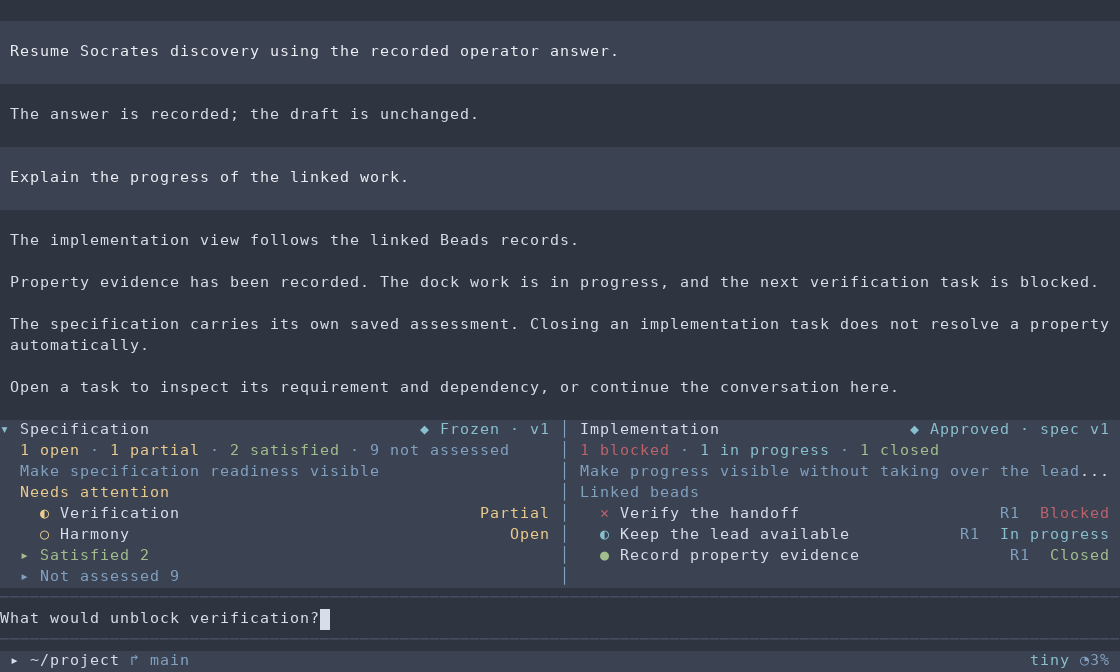 Resume Socrates discovery using the recorded operator answer.
The answer is recorded; the draft is unchanged.
Explain the progress of the linked work.
The implementation view follows the linked Beads records.
Property evidence has been recorded. The dock work is in progress, and the next verification task is blocked.
The specification carries its own saved assessment. Closing an implementation task does not resolve a property
automatically.
Open a task to inspect its requirement and dependency, or continue the conversation here.
▾ Specification ◆ Frozen · v1
1 open · 1 partial · 2 satisfied · 9 not assessed
Make specification readiness visible
Needs attention
◐ Verification Partial
○ Harmony Open
▸ Satisfied 2
▸ Not assessed 9
Implementation ◆ Approved · spec v1
1 blocked · 1 in progress · 1 closed
Make progress visible without taking over the lead...
Linked beads
× Verify the handoff R1 Blocked
◐ Keep the lead available R1 In progress
● Record property evidence R1 Closed
What would unblock verification?
▸ ~/project ↱ main tiny ◔3%